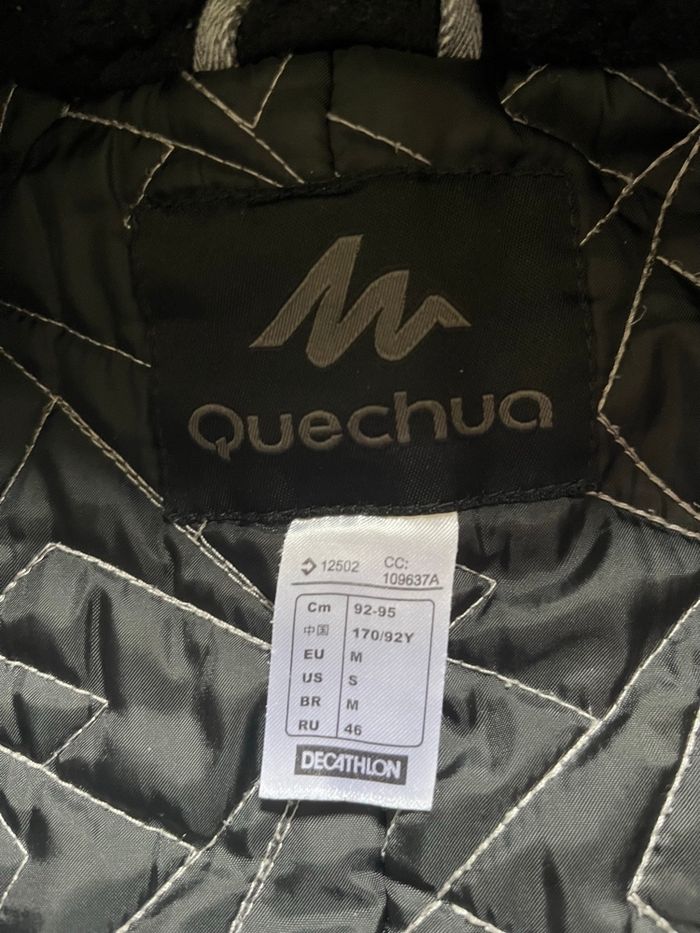 Quechua
12502 CC:
109637A
Cm 92-95
中国 170/92Y
EU M
US S
BR M
RU 46
DECATHLON